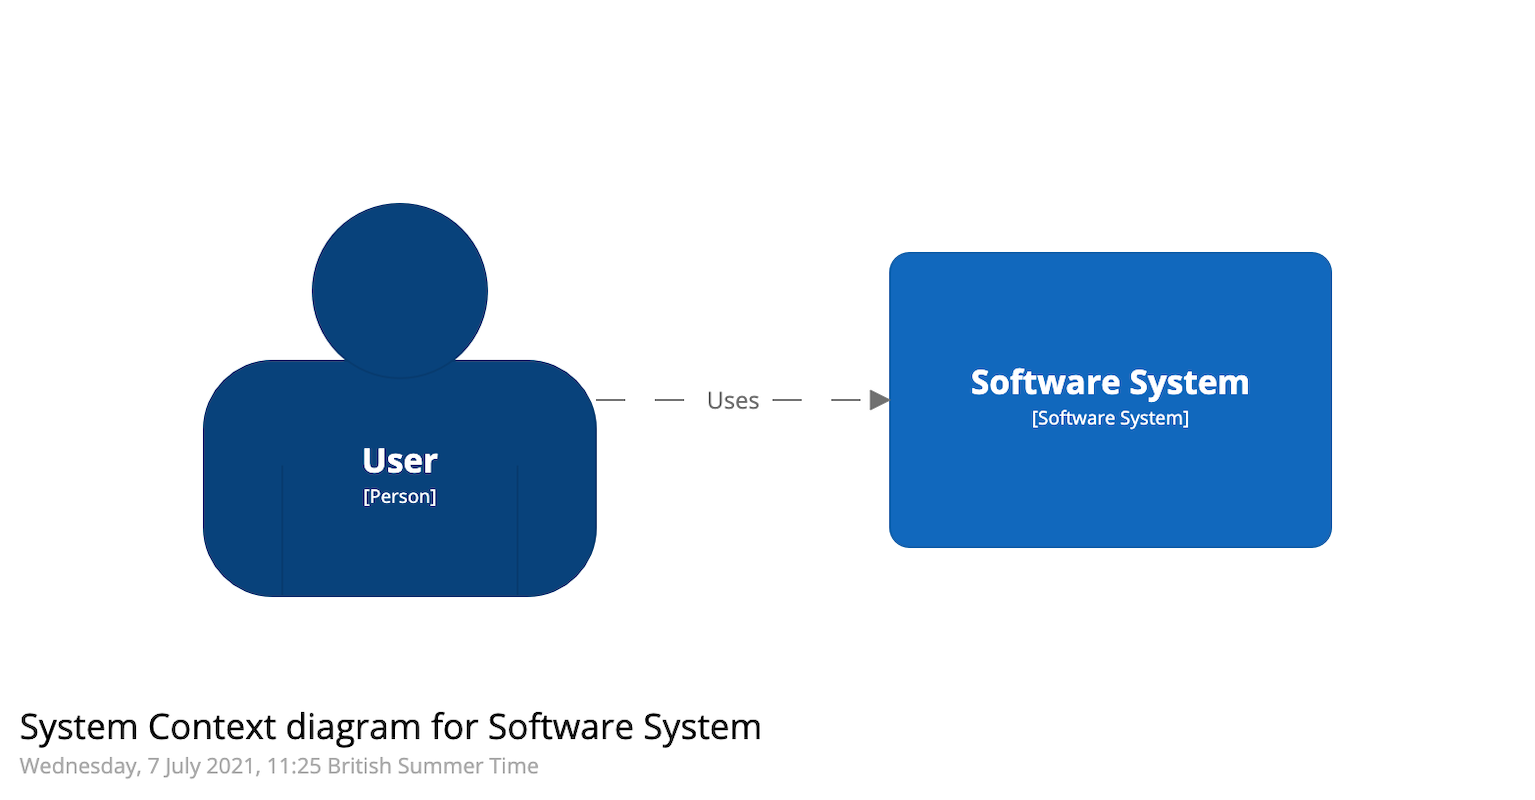 User
[Person]
Uses
Software System
[Software System]
System Context diagram for Software System
Wednesday, 7 July 2021, 11:25 British Summer Time